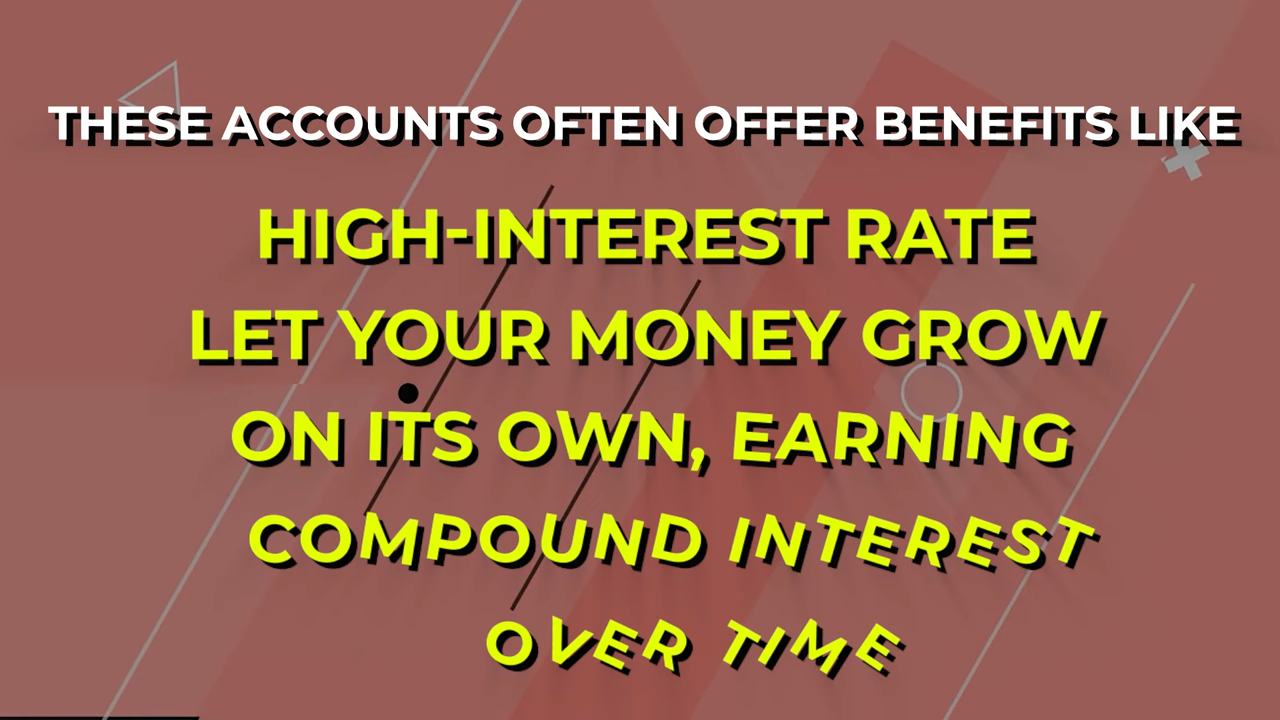 THESE ACCOUNTS OFTEN OFFER BENEFITS LIKE
HIGH-INTEREST RATE
LET YOUR MONEY GROW
ON ITS OWN, EARNING
COMPOUND INTEREST
OVER TIME